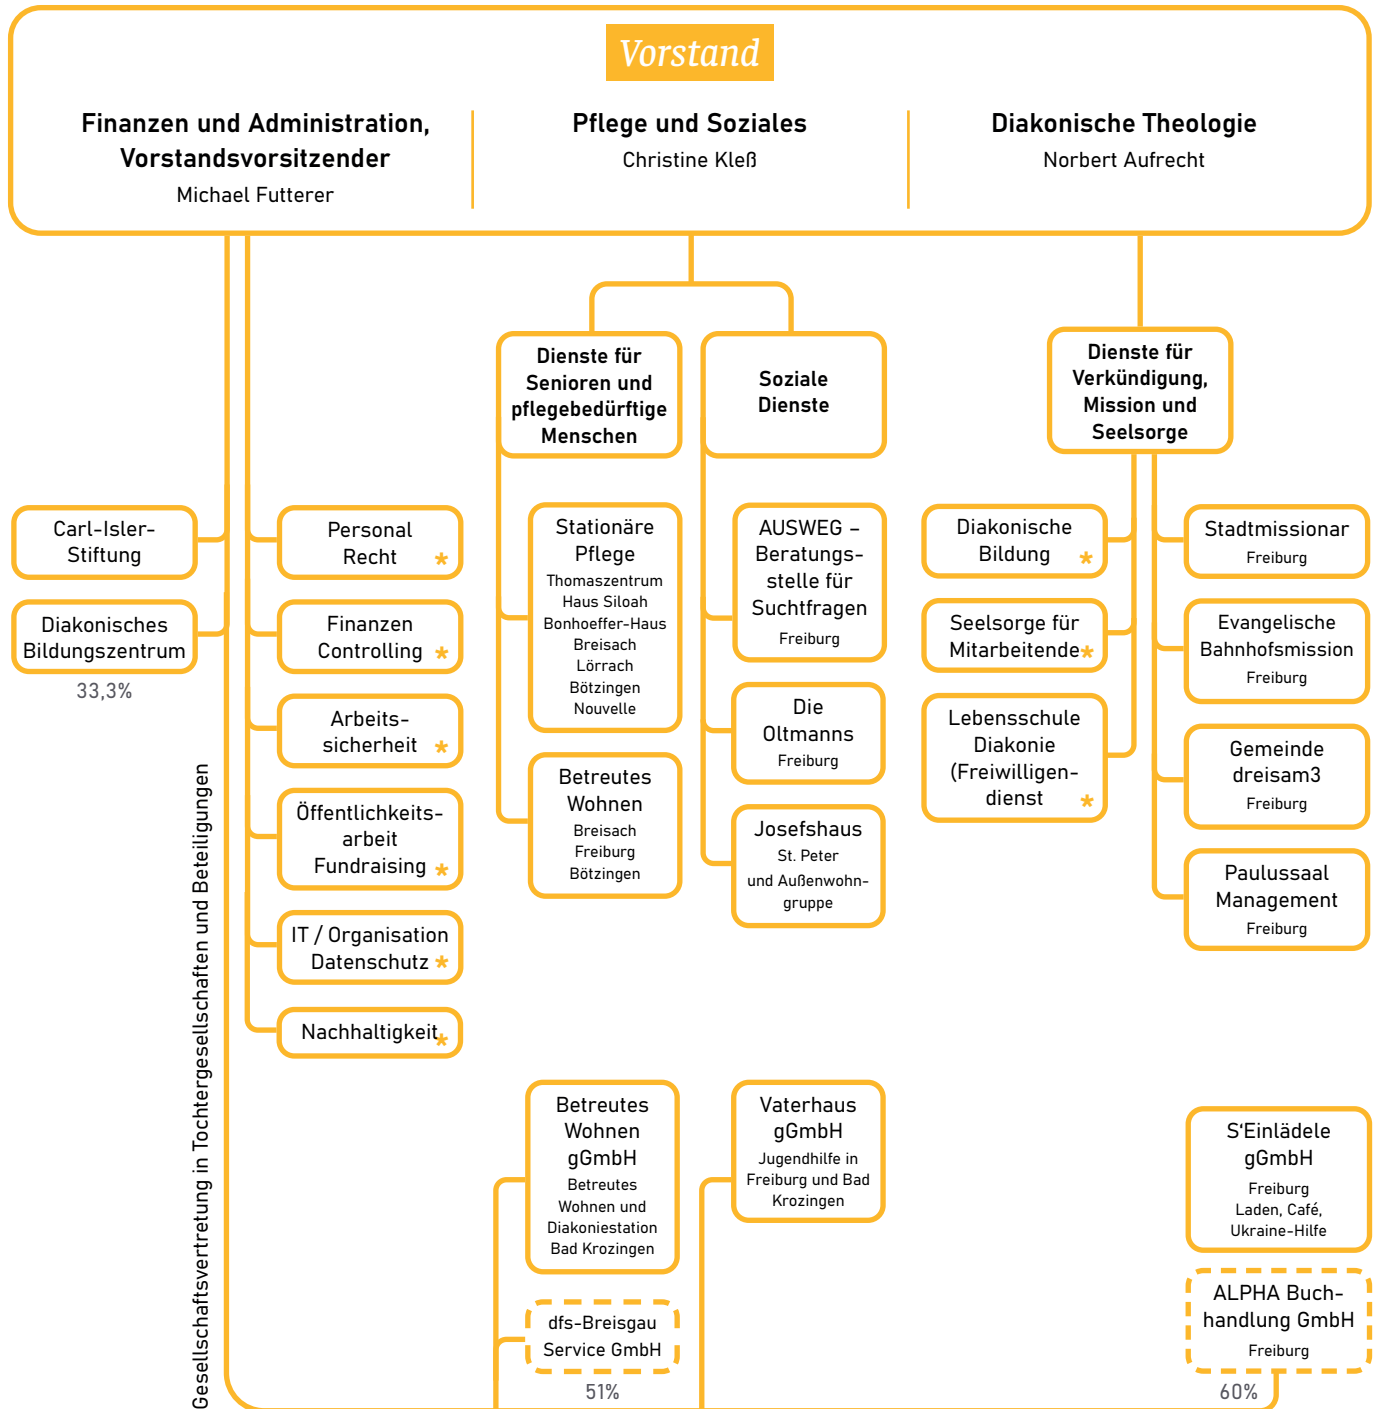 Vorstand
Finanzen und Administration,
Vorstandsvorsitzender
Michael Futterer
Pflege und Soziales
Christine Kleß
Diakonische Theologie
Norbert Aufrecht
Carl-Isler-
Stiftung
Diakonisches
Bildungszentrum
33,3%
Gesellschaftsvertretung in Tochtergesellschaften und Beteiligungen
Personal
Recht *
Finanzen
Controlling *
Arbeits-
sicherheit *
Öffentlichkeits-
arbeit
Fundraising *
IT / Organisation
Datenschutz *
Nachhaltigkeit *
Dienste für
Senioren und
pflegebedürftige
Menschen
Stationäre
Pflege
Thomaszentrum
Haus Siloah
Bonhoeffer-Haus
Breisach
Lörrach
Bötzingen
Nouvelle
Betreutes
Wohnen
Breisach
Freiburg
Bötzingen
Soziale
Dienste
AUSWEG –
Beratungs-
stelle für
Suchtfragen
Freiburg
Die
Oltmanns
Freiburg
Josefshaus
St. Peter
und Außenwohn-
gruppe
Dienste für
Verkündigung,
Mission und
Seelsorge
Diakonische
Bildung *
Seelsorge für
Mitarbeitende *
Lebensschule
Diakonie
(Freiwilligen-
dienst *
Stadtmissionar
Freiburg
Evangelische
Bahnhofsmission
Freiburg
Gemeinde
dreisam3
Freiburg
Paulussaal
Management
Freiburg
Betreutes
Wohnen
gGmbH
Betreutes
Wohnen und
Diakoniestation
Bad Krozingen
dfs-Breisgau
Service GmbH
51%
Vaterhaus
gGmbH
Jugendhilfe in
Freiburg und Bad
Krozingen
S‘Einlädele
gGmbH
Freiburg
Laden, Café,
Ukraine-Hilfe
ALPHA Buch-
handlung GmbH
Freiburg
60%